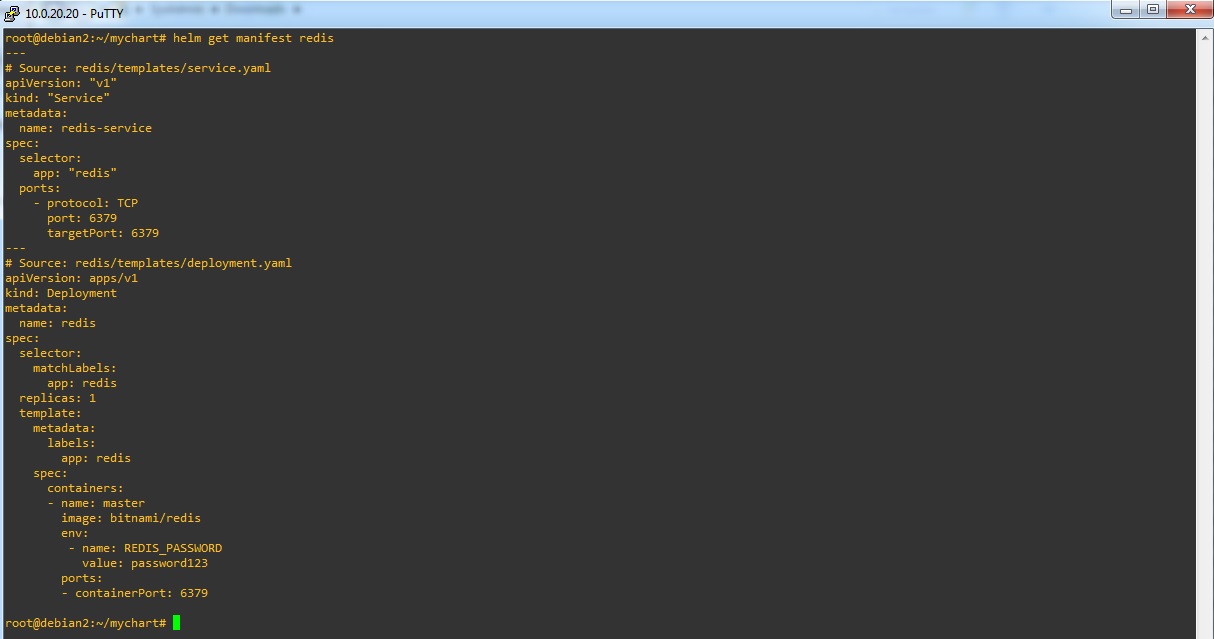 10.0.20.20 - PuTTY
root@debian2:~/mychart# helm get manifest redis
---
# Source: redis/templates/service.yaml
apiVersion: "v1"
kind: "Service"
metadata:
  name: redis-service
spec:
  selector:
    app: "redis"
  ports:
    - protocol: TCP
      port: 6379
      targetPort: 6379
---
# Source: redis/templates/deployment.yaml
apiVersion: apps/v1
kind: Deployment
metadata:
  name: redis
spec:
  selector:
    matchLabels:
      app: redis
  replicas: 1
  template:
    metadata:
      labels:
        app: redis
    spec:
      containers:
      - name: master
        image: bitnami/redis
        env:
         - name: REDIS_PASSWORD
           value: password123
        ports:
        - containerPort: 6379

root@debian2:~/mychart#